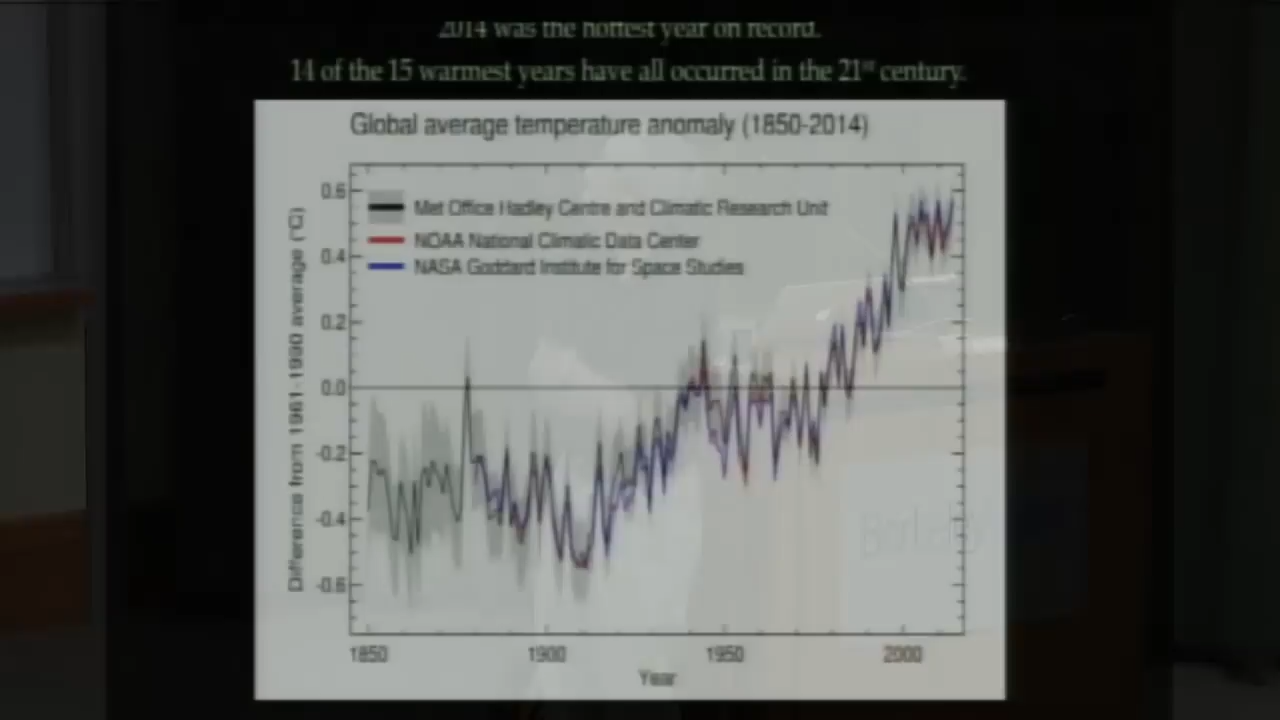 2014 was the hottest year on record.
14 of the 15 warmest years have all occurred in the 21st century.
Global average temperature anomaly (1850-2014)
Met Office Hadley Centre and Climatic Research Unit
NOAA National Climatic Data Center
NASA Goddard Institute for Space Studies
Difference from 1961-1990 average (°C)
0.6
0.4
0.2
0.0
-0.2
-0.4
-0.6
1850
1900
1950
2000
Year